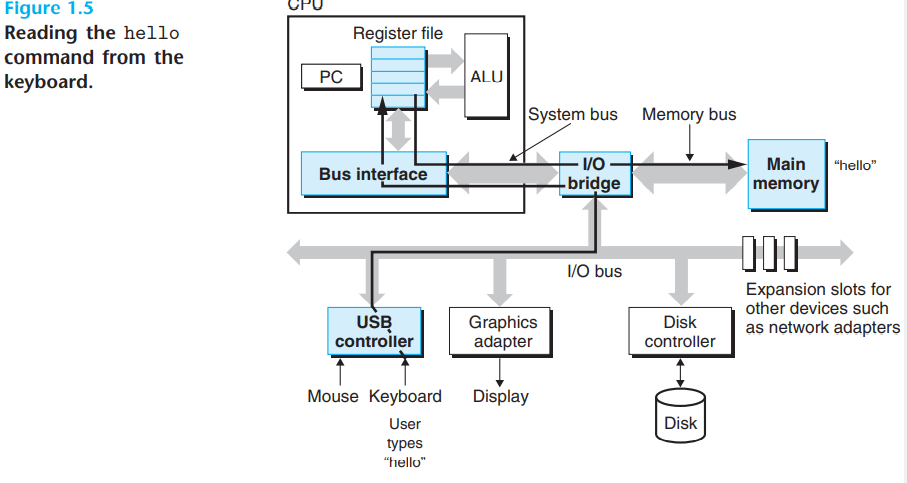 Figure 1.5
Reading the hello
command from the
keyboard.
CPU
Register file
PC
ALU
System bus
Memory bus
Bus interface
I/O
bridge
Main
memory
“hello”
I/O bus
Expansion slots for
other devices such
as network adapters
USB
controller
Graphics
adapter
Disk
controller
Mouse
Keyboard
Display
Disk
User
types
“hello”